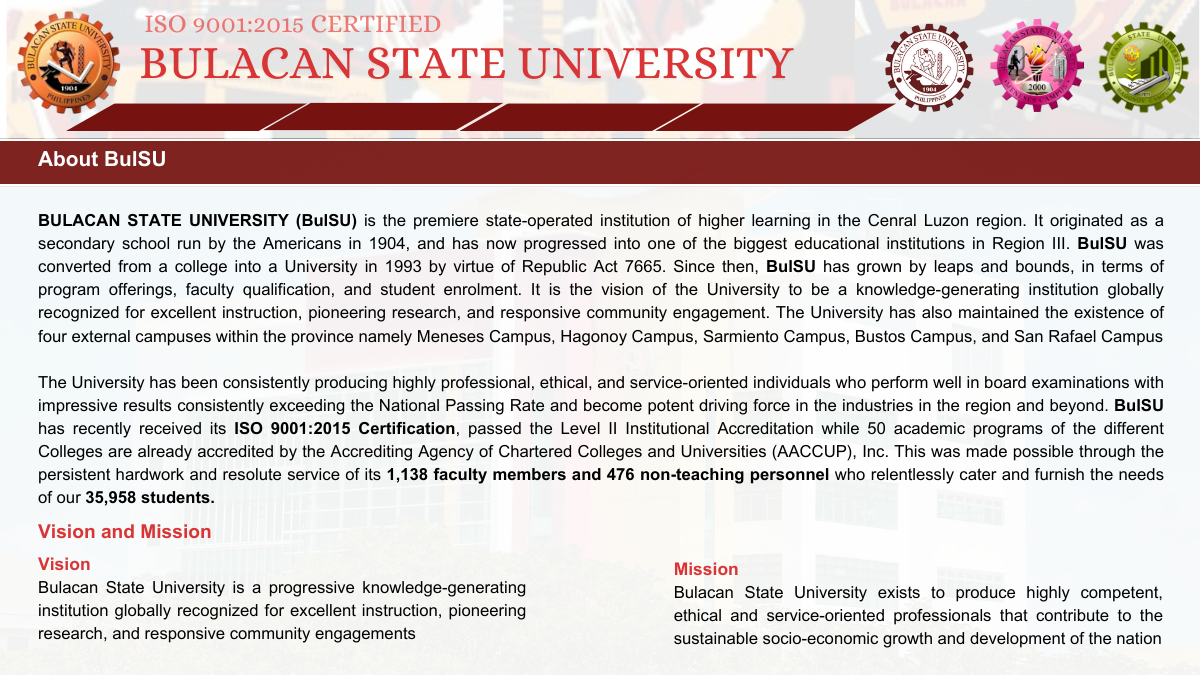 BULACAN STATE UNIVERSITY
1904
PHILIPPINES
ISO 9001:2015 CERTIFIED
BULACAN STATE UNIVERSITY
BULACAN STATE UNIVERSITY
1904
PHILIPPINES
BULACAN STATE UNIVERSITY
2000
MENESES CAMPUS
About BulSU
BULACAN STATE UNIVERSITY (BulSU) is the premiere state-operated institution of higher learning in the Cenral Luzon region. It originated as a
secondary school run by the Americans in 1904, and has now progressed into one of the biggest educational institutions in Region III. BulSU was
converted from a college into a University in 1993 by virtue of Republic Act 7665. Since then, BulSU has grown by leaps and bounds, in terms of
program offerings, faculty qualification, and student enrolment. It is the vision of the University to be a knowledge-generating institution globally
recognized for excellent instruction, pioneering research, and responsive community engagement. The University has also maintained the existence of
four external campuses within the province namely Meneses Campus, Hagonoy Campus, Sarmiento Campus, Bustos Campus, and San Rafael Campus
The University has been consistently producing highly professional, ethical, and service-oriented individuals who perform well in board examinations with
impressive results consistently exceeding the National Passing Rate and become potent driving force in the industries in the region and beyond. BulSU
has recently received its ISO 9001:2015 Certification, passed the Level II Institutional Accreditation while 50 academic programs of the different
Colleges are already accredited by the Accrediting Agency of Chartered Colleges and Universities (AACCUP), Inc. This was made possible through the
persistent hardwork and resolute service of its 1,138 faculty members and 476 non-teaching personnel who relentlessly cater and furnish the needs
of our 35,958 students.
Vision and Mission
Vision
Bulacan State University is a progressive knowledge-generating
institution globally recognized for excellent instruction, pioneering
research, and responsive community engagements
Mission
Bulacan State University exists to produce highly competent,
ethical and service-oriented professionals that contribute to the
sustainable socio-economic growth and development of the nation